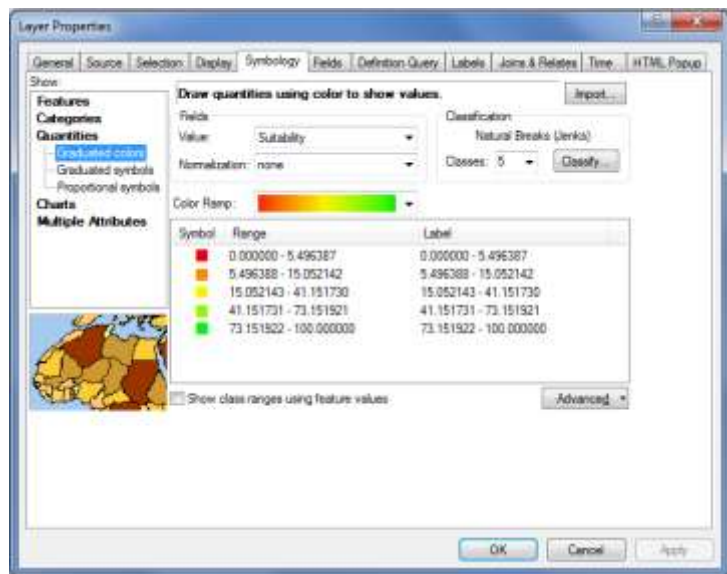 Layer Properties
General Source Selection Display Symbology Fields Definition Query Labels Joins & Relates Time HTML Popup
Show:
Features
Categories
Quantities
Graduated colors
Graduated symbols
Proportional symbols
Charts
Multiple Attributes
Draw quantities using color to show values.
Import...
Fields
Value: Suitability
Normalization: none
Classification
Natural Breaks (Jenks)
Classes: 5 Classify...
Color Ramp:
Symbol Range Label
0.000000 - 5.496387 0.000000 - 5.496387
5.496388 - 15.052142 5.496388 - 15.052142
15.052143 - 41.151730 15.052143 - 41.151730
41.151731 - 73.151921 41.151731 - 73.151921
73.151922 - 100.000000 73.151922 - 100.000000
Show class ranges using feature values
Advanced
OK Cancel Apply